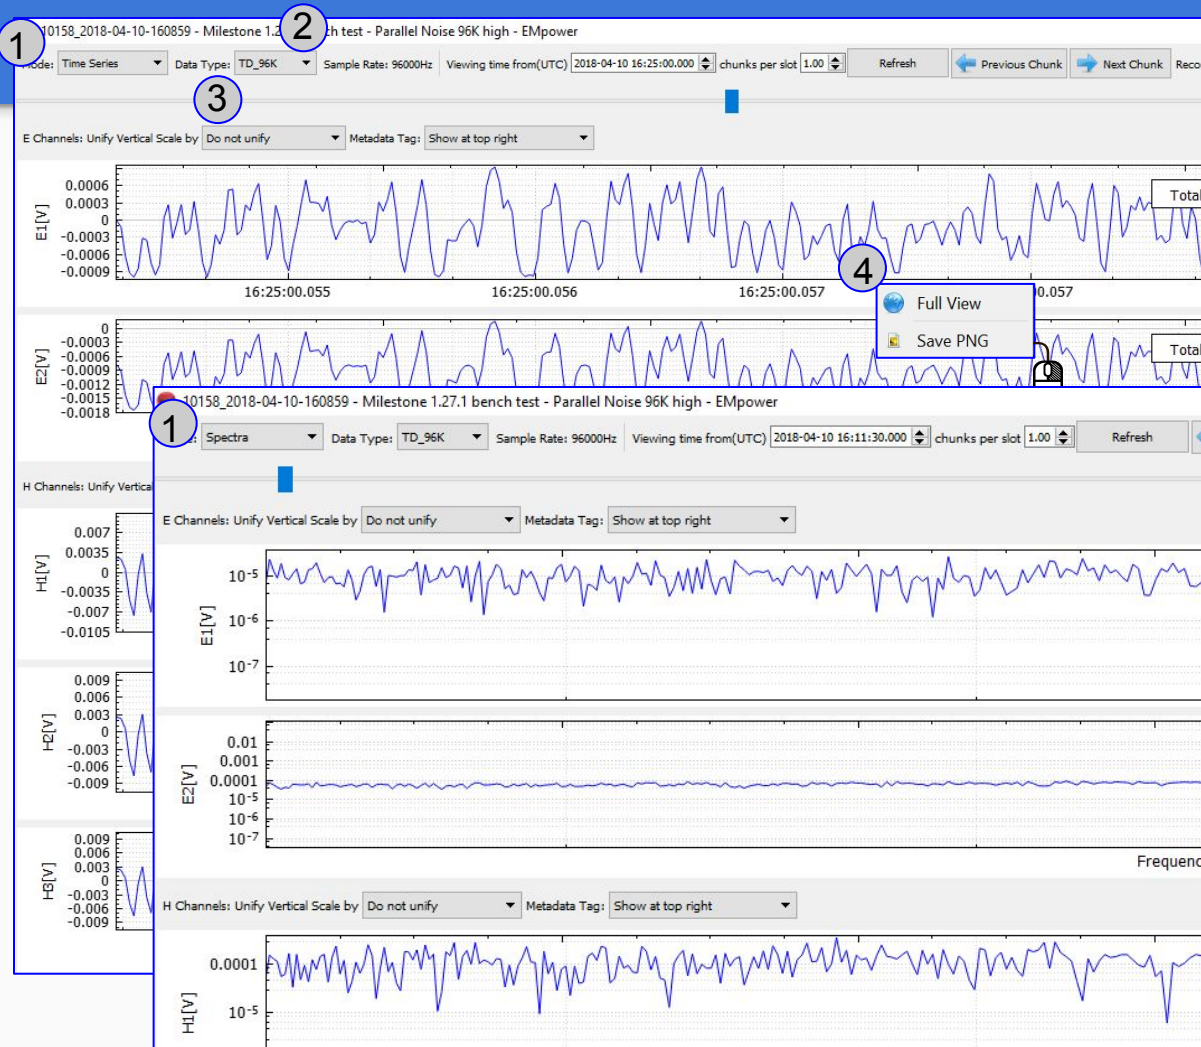 2
10158_2018-04-10-160859 - Milestone 1.2 ch test - Parallel Noise 96K high - EMpower
1
ode: Time Series Data Type: TD_96K Sample Rate: 96000Hz Viewing time from(UTC) 2018-04-10 16:25:00.000 chunks per slot 1.00 Refresh Previous Chunk Next Chunk Reco
3
E Channels: Unify Vertical Scale by Do not unify Metadata Tag: Show at top right
E1[V]
0.0006
0.0003
0
-0.0003
-0.0006
-0.0009
Total
16:25:00.055 16:25:00.056 16:25:00.057 0.057
4
Full View
Save PNG
E2[V]
0
-0.0003
-0.0006
-0.0009
-0.0012
-0.0015
-0.0018
Total
H Channels: Unify Vertica
H1[V]
0.007
0.0035
0
-0.0035
-0.007
-0.0105
H2[V]
0.009
0.006
0.003
0
-0.003
-0.006
-0.009
H3[V]
0.009
0.006
0.003
0
-0.003
-0.006
-0.009
10158_2018-04-10-160859 - Milestone 1.27.1 bench test - Parallel Noise 96K high - EMpower
1
: Spectra Data Type: TD_96K Sample Rate: 96000Hz Viewing time from(UTC) 2018-04-10 16:11:30.000 chunks per slot 1.00 Refresh
E Channels: Unify Vertical Scale by Do not unify Metadata Tag: Show at top right
E1[V]
10-5
10-6
10-7
E2[V]
0.01
0.001
0.0001
10-5
10-6
10-7
Frequenc
H Channels: Unify Vertical Scale by Do not unify Metadata Tag: Show at top right
H1[V]
0.0001
10-5